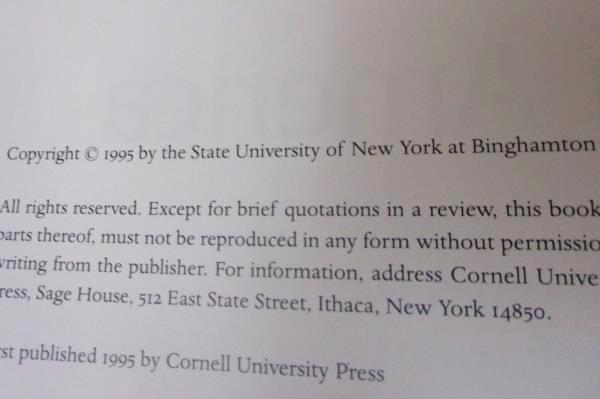 Copyright © 1995 by the State University of New York at Binghamton
All rights reserved. Except for brief quotations in a review, this book
parts thereof, must not be reproduced in any form without permissio
writing from the publisher. For information, address Cornell Unive
ress, Sage House, 512 East State Street, Ithaca, New York 14850.
rst published 1995 by Cornell University Press